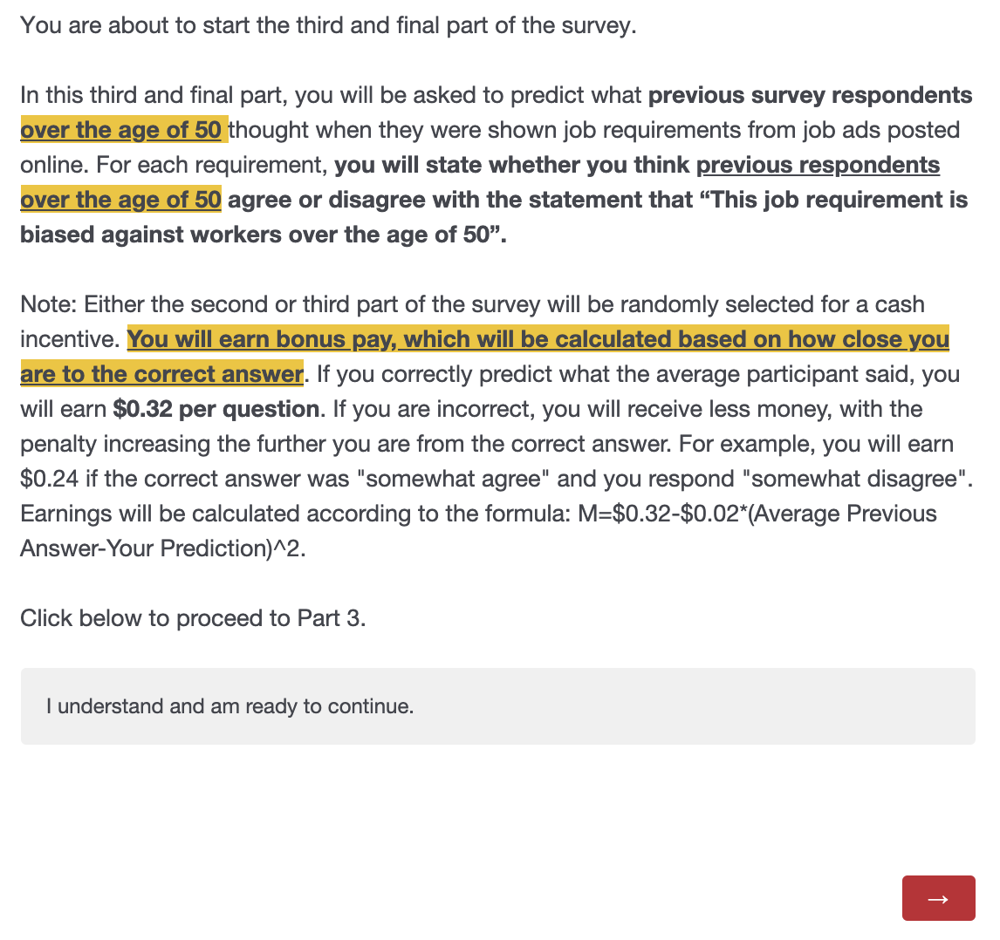 You are about to start the third and final part of the survey.
In this third and final part, you will be asked to predict what previous survey respondents
over the age of 50 thought when they were shown job requirements from job ads posted
online. For each requirement, you will state whether you think previous respondents
over the age of 50 agree or disagree with the statement that “This job requirement is
biased against workers over the age of 50”.
Note: Either the second or third part of the survey will be randomly selected for a cash
incentive. You will earn bonus pay, which will be calculated based on how close you
are to the correct answer. If you correctly predict what the average participant said, you
will earn $0.32 per question. If you are incorrect, you will receive less money, with the
penalty increasing the further you are from the correct answer. For example, you will earn
$0.24 if the correct answer was "somewhat agree" and you respond "somewhat disagree".
Earnings will be calculated according to the formula: M=$0.32-$0.02*(Average Previous
Answer-Your Prediction)^2.
Click below to proceed to Part 3.
I understand and am ready to continue.
→